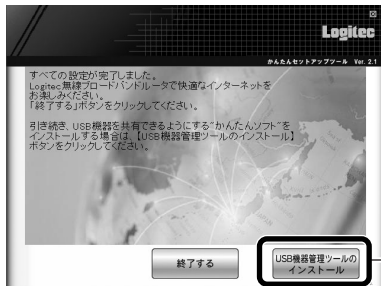 Logitec
かんたんセットアップツール Ver. 2.1
すべての設定が完了しました。
Logitec無線ブロードバンドルータで快適なインターネットを
お楽しみください。
「終了する」ボタンをクリックしてください。
引き続き、USB機器を共有できるようにする"かんたんソフト"を
インストールする場合は、【USB機器管理ツールのインストール】
ボタンをクリックしてください。
終了する
USB機器管理ツールの
インストール